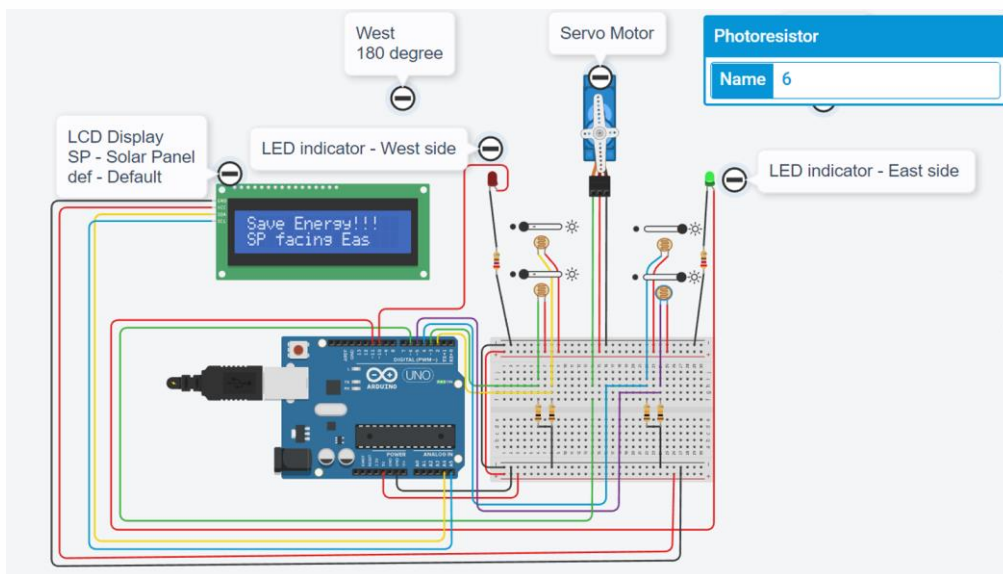 West
180 degree
Servo Motor
Photoresistor
Name 6
LCD Display
SP - Solar Panel
def - Default
LED indicator - West side
LED indicator - East side
Save Energy!!!
SP facing Eas
DIGITAL (PWM~)
UNO
ARDUINO
POWER
ANALOG IN